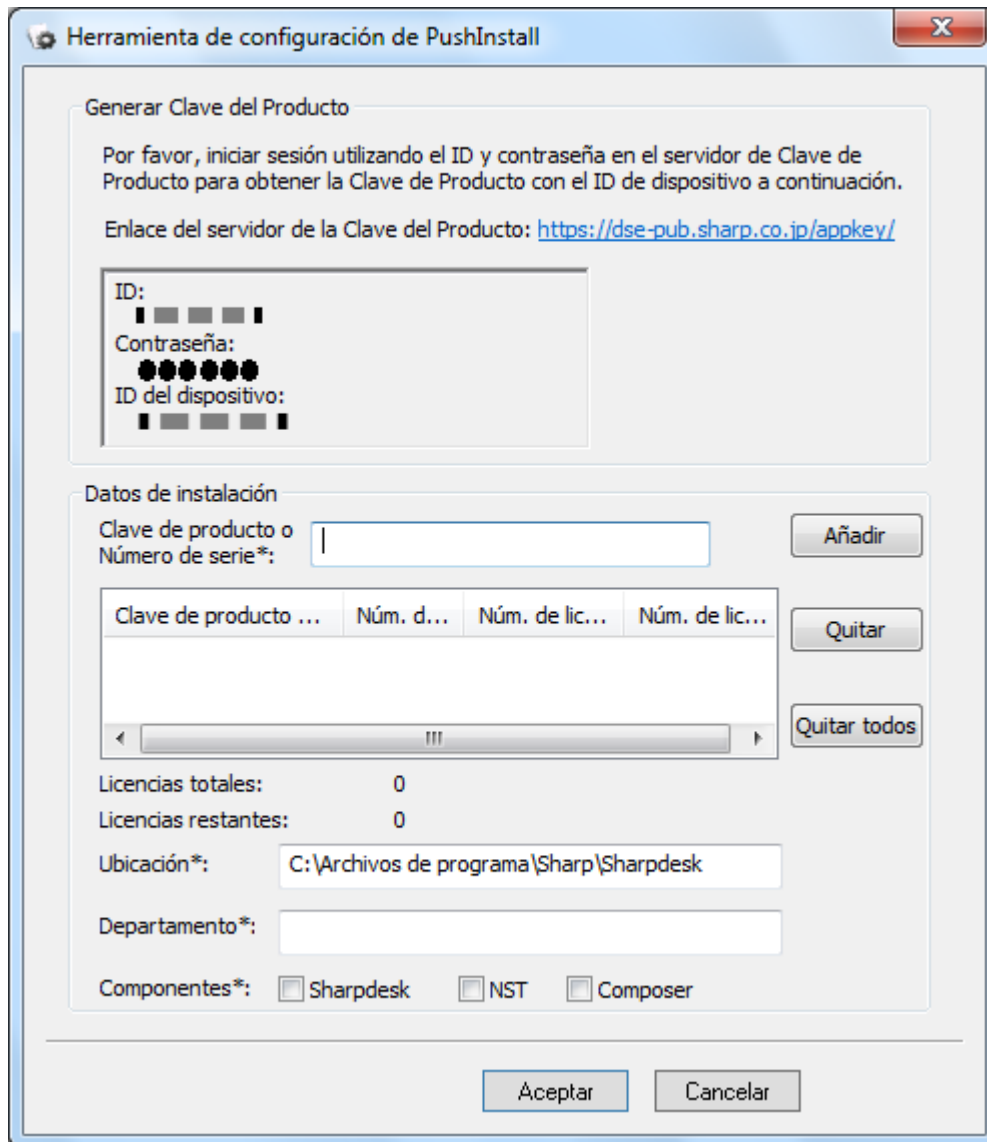 Herramienta de configuración de PushInstall
Generar Clave del Producto
Por favor, iniciar sesión utilizando el ID y contraseña en el servidor de Clave de
Producto para obtener la Clave de Producto con el ID de dispositivo a continuación.
Enlace del servidor de la Clave del Producto: https://dse-pub.sharp.co.jp/appkey/
ID:
Contraseña:
ID del dispositivo:
Datos de instalación
Clave de producto o
Número de serie*:
Añadir
Clave de producto ... Núm. d... Núm. de lic... Núm. de lic...
Quitar
Quitar todos
Licencias totales: 0
Licencias restantes: 0
Ubicación*: C:\Archivos de programa\Sharp\Sharpdesk
Departamento*:
Componentes*: Sharpdesk NST Composer
Aceptar Cancelar